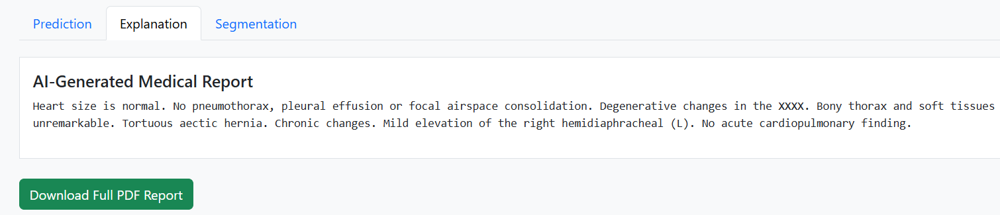 Prediction Explanation Segmentation
AI-Generated Medical Report
Heart size is normal. No pneumothorax, pleural effusion or focal airspace consolidation. Degenerative changes in the XXXX. Bony thorax and soft tissues
unremarkable. Tortuous aectic hernia. Chronic changes. Mild elevation of the right hemidiaphracheal (L). No acute cardiopulmonary finding.
Download Full PDF Report